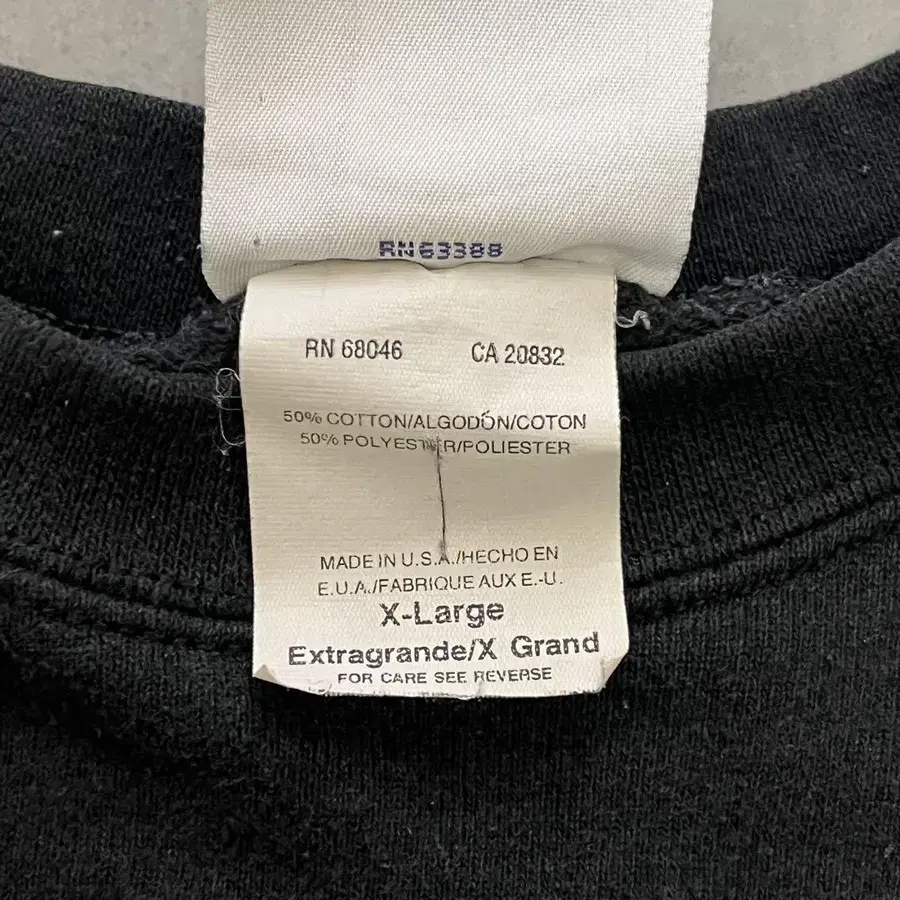 RN63388
RN 68046 CA 20832
50% COTTON/ALGODÓN/COTON
50% POLYESTER/POLIESTER
MADE IN U.S.A./HECHO EN
E.U.A./FABRIQUE AUX E.-U.
X-Large
Extragrande/X Grand
FOR CARE SEE REVERSE